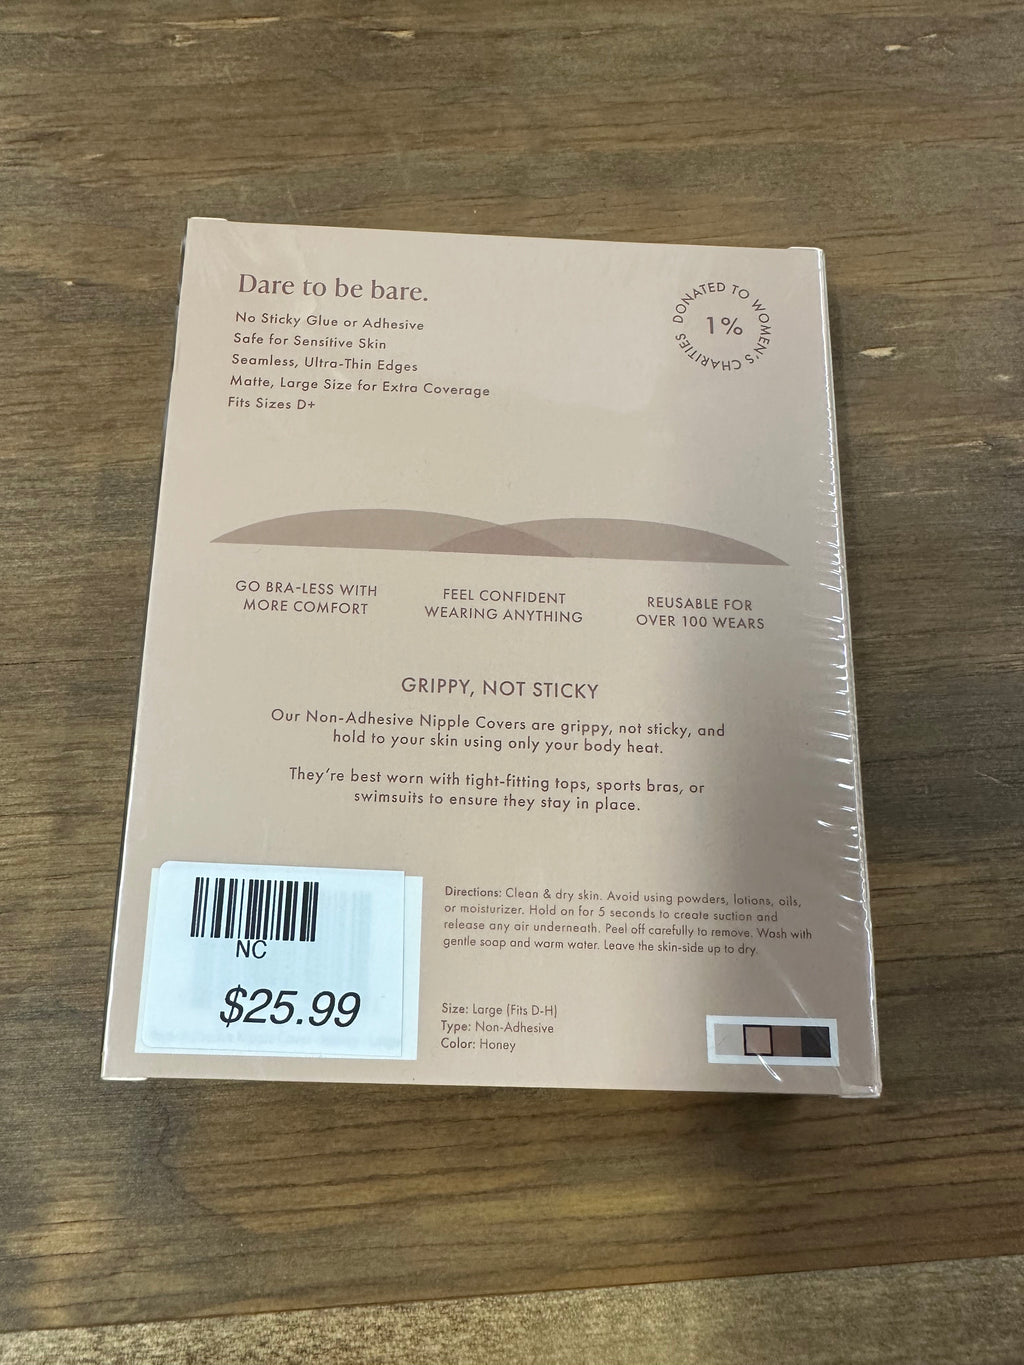 Dare to be bare.
No Sticky Glue or Adhesive
Safe for Sensitive Skin
Seamless, Ultra-Thin Edges
Matte, Large Size for Extra Coverage
Fits Sizes D+
DONATED TO WOMEN'S CHARITIES
1%
GO BRA-LESS WITH
MORE COMFORT
FEEL CONFIDENT
WEARING ANYTHING
REUSABLE FOR
OVER 100 WEARS
GRIPPY, NOT STICKY
Our Non-Adhesive Nipple Covers are grippy, not sticky, and
hold to your skin using only your body heat.
They're best worn with tight-fitting tops, sports bras, or
swimsuits to ensure they stay in place.
Directions: Clean & dry skin. Avoid using powders, lotions, oils,
or moisturizer. Hold on for 5 seconds to create suction and
release any air underneath. Peel off carefully to remove. Wash with
gentle soap and warm water. Leave the skin-side up to dry.
Size: Large (Fits D-H)
Type: Non-Adhesive
Color: Honey
NC
$25.99